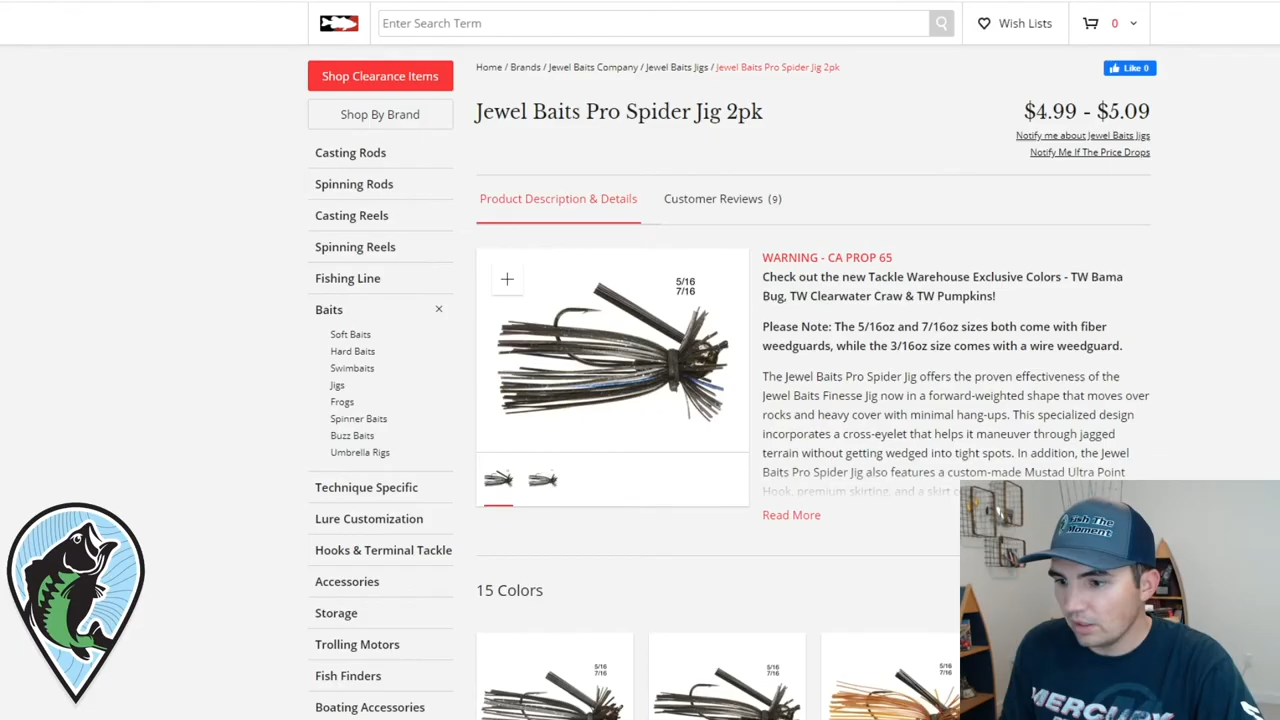 Enter Search Term
Wish Lists
0
Shop Clearance Items
Shop By Brand
Casting Rods
Spinning Rods
Casting Reels
Spinning Reels
Fishing Line
Baits
Soft Baits
Hard Baits
Swimbaits
Jigs
Frogs
Spinner Baits
Buzz Baits
Umbrella Rigs
Technique Specific
Lure Customization
Hooks & Terminal Tackle
Accessories
Storage
Trolling Motors
Fish Finders
Boating Accessories
Home / Brands / Jewel Baits Company / Jewel Baits Jigs / Jewel Baits Pro Spider Jig 2pk
Like 0
Jewel Baits Pro Spider Jig 2pk
$4.99 - $5.09
Notify me about Jewel Baits Jigs
Notify Me If The Price Drops
Product Description & Details
Customer Reviews (9)
5/16
7/16
WARNING - CA PROP 65
Check out the new Tackle Warehouse Exclusive Colors - TW Bama
Bug, TW Clearwater Craw & TW Pumpkins!
Please Note: The 5/16oz and 7/16oz sizes both come with fiber
weedguards, while the 3/16oz size comes with a wire weedguard.
The Jewel Baits Pro Spider Jig offers the proven effectiveness of the
Jewel Baits Finesse Jig now in a forward-weighted shape that moves over
rocks and heavy cover with minimal hang-ups. This specialized design
incorporates a cross-eyelet that helps it maneuver through jagged
terrain without getting wedged into tight spots. In addition, the Jewel
Baits Pro Spider Jig also features a custom-made Mustad Ultra Point
Hook, premium skirting, and a skirt
Read More
15 Colors
5/16
7/16
5/16
7/16
5/16
7/16
Fish The
Moment
MERCURY